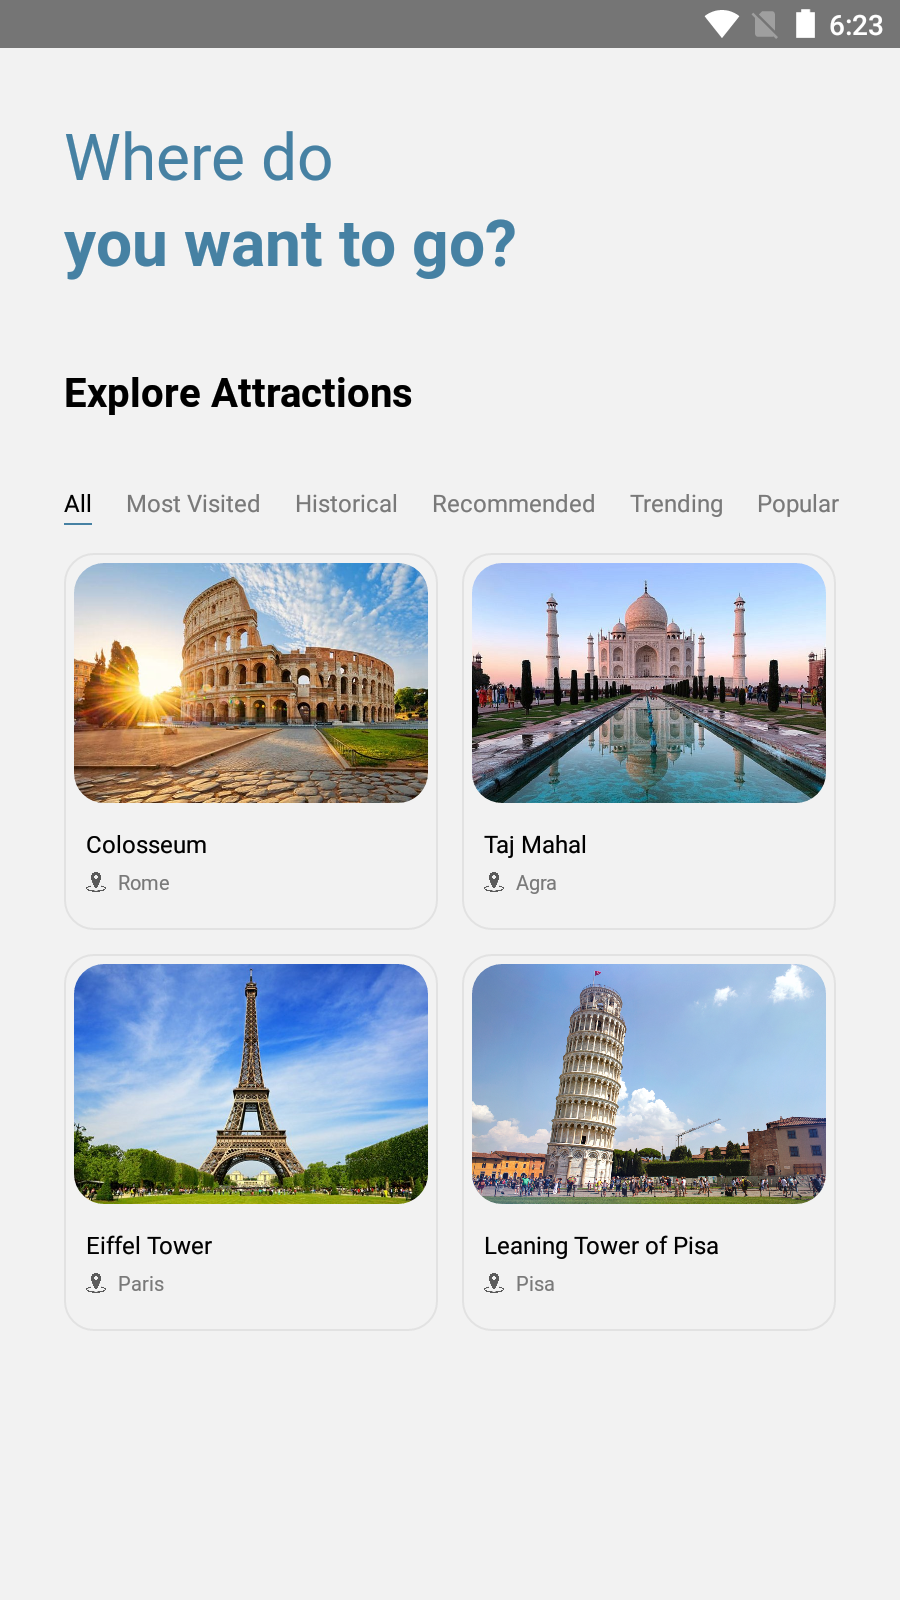 6:23
Where do
you want to go?
Explore Attractions
All Most Visited Historical Recommended Trending Popular
Colosseum
Rome
Taj Mahal
Agra
Eiffel Tower
Paris
Leaning Tower of Pisa
Pisa